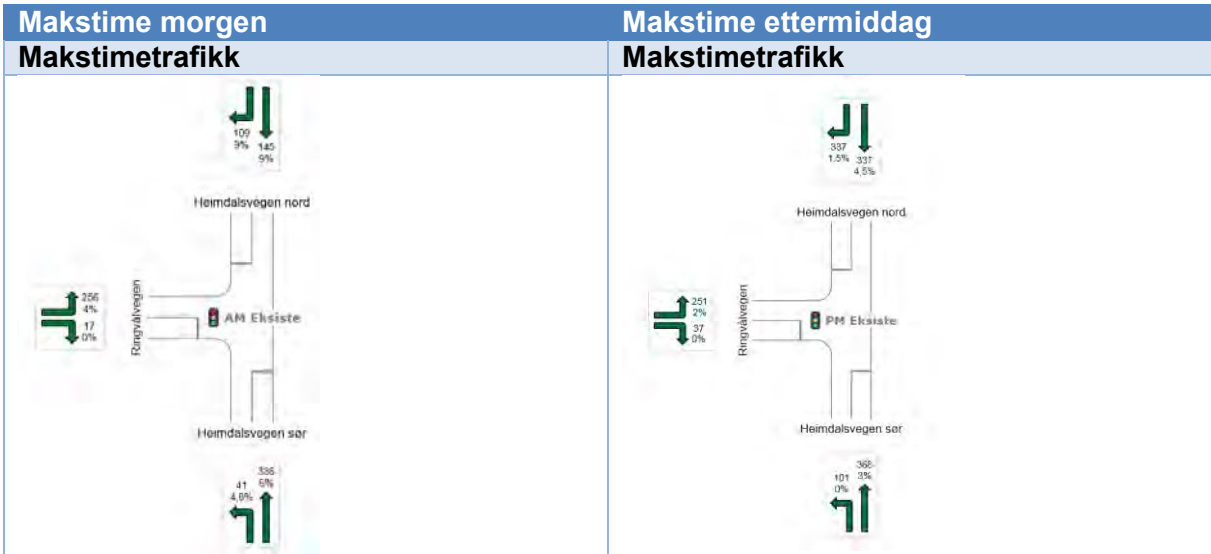 Makstime morgen
Makstime ettermiddag
Makstimetrafikk
Makstimetrafikk
109
9%
145
9%
Heimdalsvegen nord
256
4%
17
0%
Ringvålvegen
AM Eksiste
Heimdalsvegen sør
41
336
6%
337
1,5%
337
4,5%
Heimdalsvegen nord
251
2%
37
0%
Ringvålvegen
PM Eksiste
Heimdalsvegen sør
101
0%
368
3%